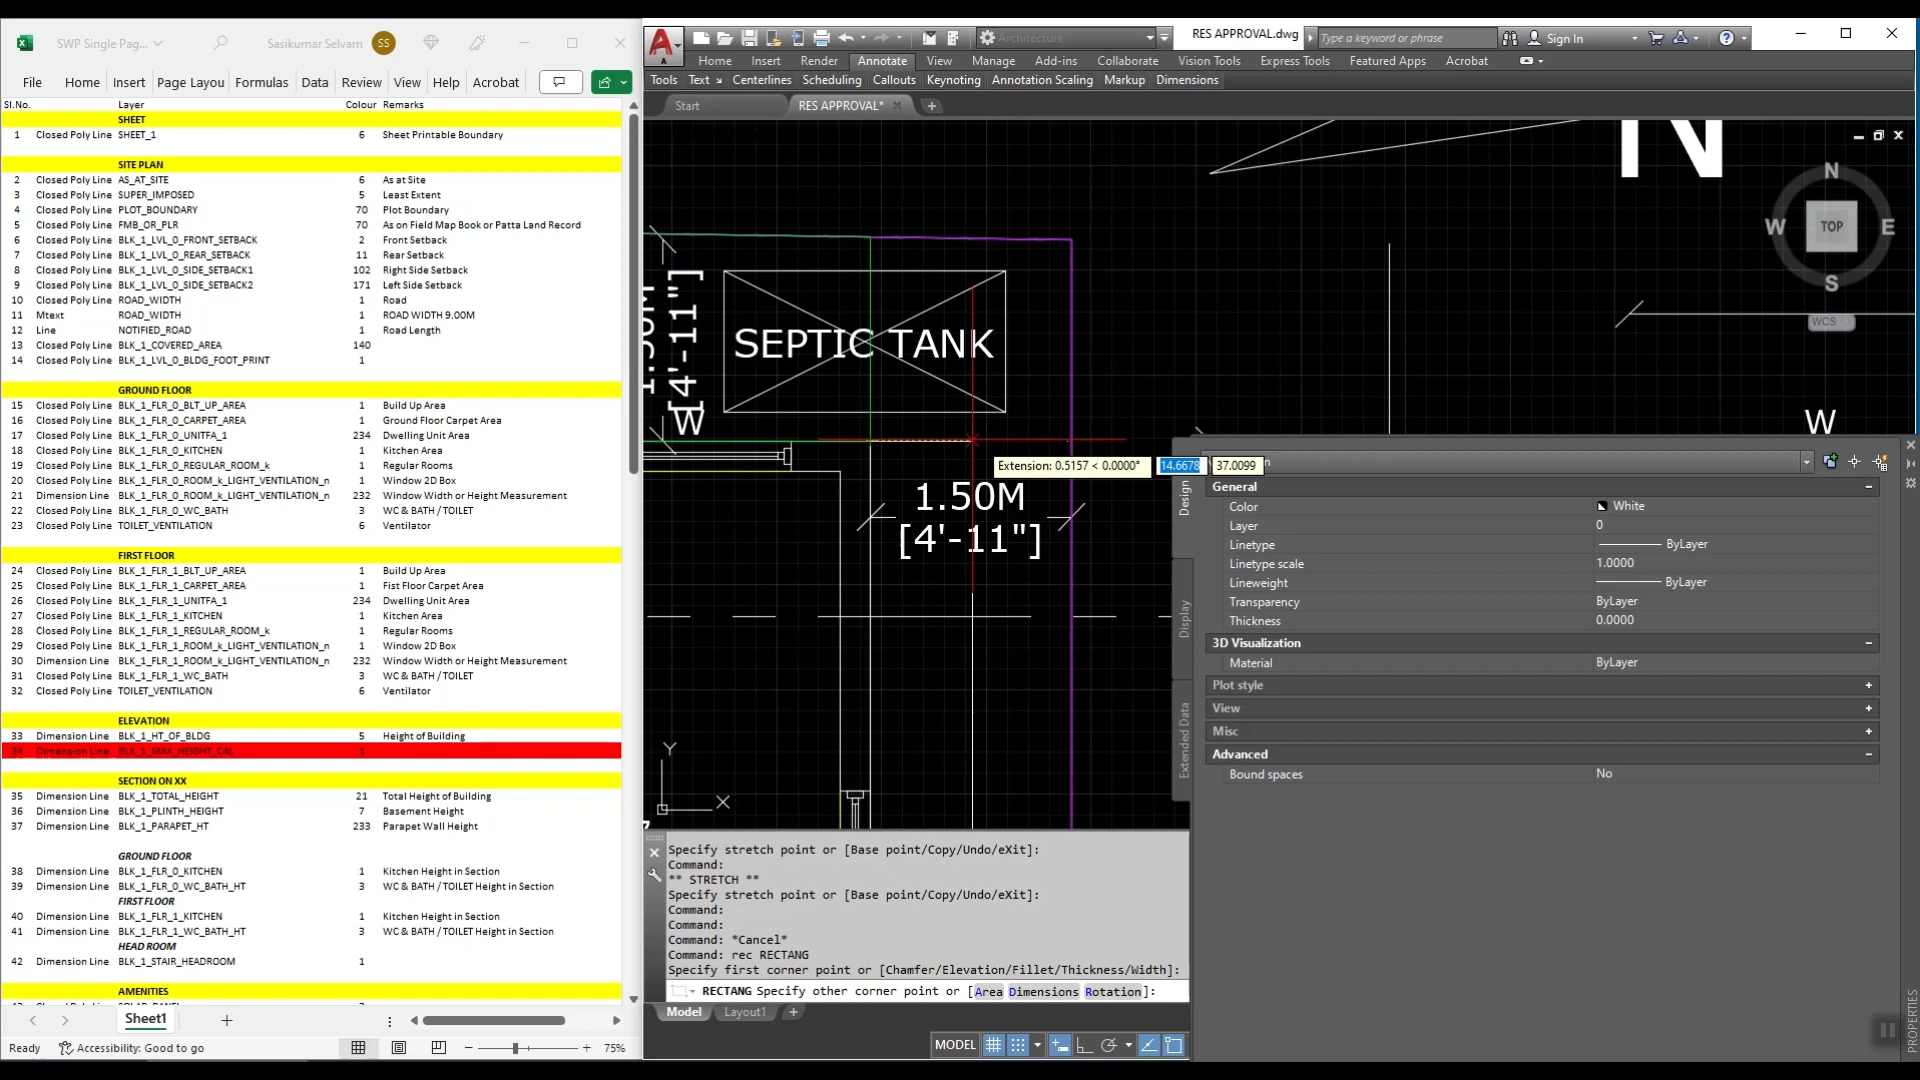 SWP Single Pag...
Sasikumar Selvam
SS
File Home Insert Page Layou Formulas Data Review View Help Acrobat
Sl.No. Layer Colour Remarks
SHEET
1 Closed Poly Line SHEET_1 6 Sheet Printable Boundary
SITE PLAN
2 Closed Poly Line AS_AT_SITE 6 As at Site
3 Closed Poly Line SUPER_IMPOSED 5 Least Extent
4 Closed Poly Line PLOT_BOUNDARY 70 Plot Boundary
5 Closed Poly Line FMB_OR_PLR 70 As on Field Map Book or Patta Land Record
6 Closed Poly Line BLK_1_LVL_0_FRONT_SETBACK 2 Front Setback
7 Closed Poly Line BLK_1_LVL_0_REAR_SETBACK 11 Rear Setback
8 Closed Poly Line BLK_1_LVL_0_SIDE_SETBACK1 102 Right Side Setback
9 Closed Poly Line BLK_1_LVL_0_SIDE_SETBACK2 171 Left Side Setback
10 Closed Poly Line ROAD_WIDTH 1 Road
11 Mtext ROAD_WIDTH 1 ROAD WIDTH 9.00M
12 Line NOTIFIED_ROAD 1 Road Length
13 Closed Poly Line BLK_1_COVERED_AREA 140
14 Closed Poly Line BLK_1_LVL_0_BLDG_FOOT_PRINT 1
GROUND FLOOR
15 Closed Poly Line BLK_1_FLR_0_BLT_UP_AREA 1 Build Up Area
16 Closed Poly Line BLK_1_FLR_0_CARPET_AREA 1 Ground Floor Carpet Area
17 Closed Poly Line BLK_1_FLR_0_UNITFA_1 234 Dwelling Unit Area
18 Closed Poly Line BLK_1_FLR_0_KITCHEN 1 Kitchen Area
19 Closed Poly Line BLK_1_FLR_0_REGULAR_ROOM_k 1 Regular Rooms
20 Closed Poly Line BLK_1_FLR_0_ROOM_k_LIGHT_VENTILATION_n 1 Window 2D Box
21 Dimension Line BLK_1_FLR_0_ROOM_k_LIGHT_VENTILATION_n 232 Window Width or Height Measurement
22 Closed Poly Line BLK_1_FLR_0_WC_BATH 3 WC & BATH / TOILET
23 Closed Poly Line TOILET_VENTILATION 6 Ventilator
FIRST FLOOR
24 Closed Poly Line BLK_1_FLR_1_BLT_UP_AREA 1 Build Up Area
25 Closed Poly Line BLK_1_FLR_1_CARPET_AREA 1 Fist Floor Carpet Area
26 Closed Poly Line BLK_1_FLR_1_UNITFA_1 234 Dwelling Unit Area
27 Closed Poly Line BLK_1_FLR_1_KITCHEN 1 Kitchen Area
28 Closed Poly Line BLK_1_FLR_1_REGULAR_ROOM_k 1 Regular Rooms
29 Closed Poly Line BLK_1_FLR_1_ROOM_k_LIGHT_VENTILATION_n 1 Window 2D Box
30 Dimension Line BLK_1_FLR_1_ROOM_k_LIGHT_VENTILATION_n 232 Window Width or Height Measurement
31 Closed Poly Line BLK_1_FLR_1_WC_BATH 3 WC & BATH / TOILET
32 Closed Poly Line TOILET_VENTILATION 6 Ventilator
ELEVATION
33 Dimension Line BLK_1_HT_OF_BLDG 5 Height of Building
34 Dimension Line BLK_1_MAX_HEIGHT_CAL 1
SECTION ON XX
35 Dimension Line BLK_1_TOTAL_HEIGHT 21 Total Height of Building
36 Dimension Line BLK_1_PLINTH_HEIGHT 7 Basement Height
37 Dimension Line BLK_1_PARAPET_HT 233 Parapet Wall Height
GROUND FLOOR
38 Dimension Line BLK_1_FLR_0_KITCHEN 1 Kitchen Height in Section
39 Dimension Line BLK_1_FLR_0_WC_BATH_HT 3 WC & BATH / TOILET Height in Section
FIRST FLOOR
40 Dimension Line BLK_1_FLR_1_KITCHEN 1 Kitchen Height in Section
41 Dimension Line BLK_1_FLR_1_WC_BATH_HT 3 WC & BATH / TOILET Height in Section
HEAD ROOM
42 Dimension Line BLK_1_STAIR_HEADROOM 1
AMENITIES
Sheet1
Ready Accessibility: Good to go 75%
Architecture
RES APPROVAL.dwg
Type a keyword or phrase
Sign In
Home Insert Render Annotate View Manage Add-ins Collaborate Vision Tools Express Tools Featured Apps Acrobat
Tools Text Centerlines Scheduling Callouts Keynoting Annotation Scaling Markup Dimensions
Start RES APPROVAL*
N
N
W TOP E
S
WCS
[4'-11"]
W
SEPTIC TANK
W
Extension: 0.5157 < 0.0000° 14.6678 37.0099
1.50M
[4'-11"]
Y
X
Design
Display
Extended Data
General
Color White
Layer 0
Linetype ByLayer
Linetype scale 1.0000
Lineweight ByLayer
Transparency ByLayer
Thickness 0.0000
3D Visualization
Material ByLayer
Plot style
View
Misc
Advanced
Bound spaces No
PROPERTIES
Specify stretch point or [Base point/Copy/Undo/eXit]:
Command:
** STRETCH **
Specify stretch point or [Base point/Copy/Undo/eXit]:
Command:
Command:
Command: *Cancel*
Command: rec RECTANG
Specify first corner point or [Chamfer/Elevation/Fillet/Thickness/Width]:
RECTANG Specify other corner point or [Area Dimensions Rotation]:
Model Layout1
MODEL